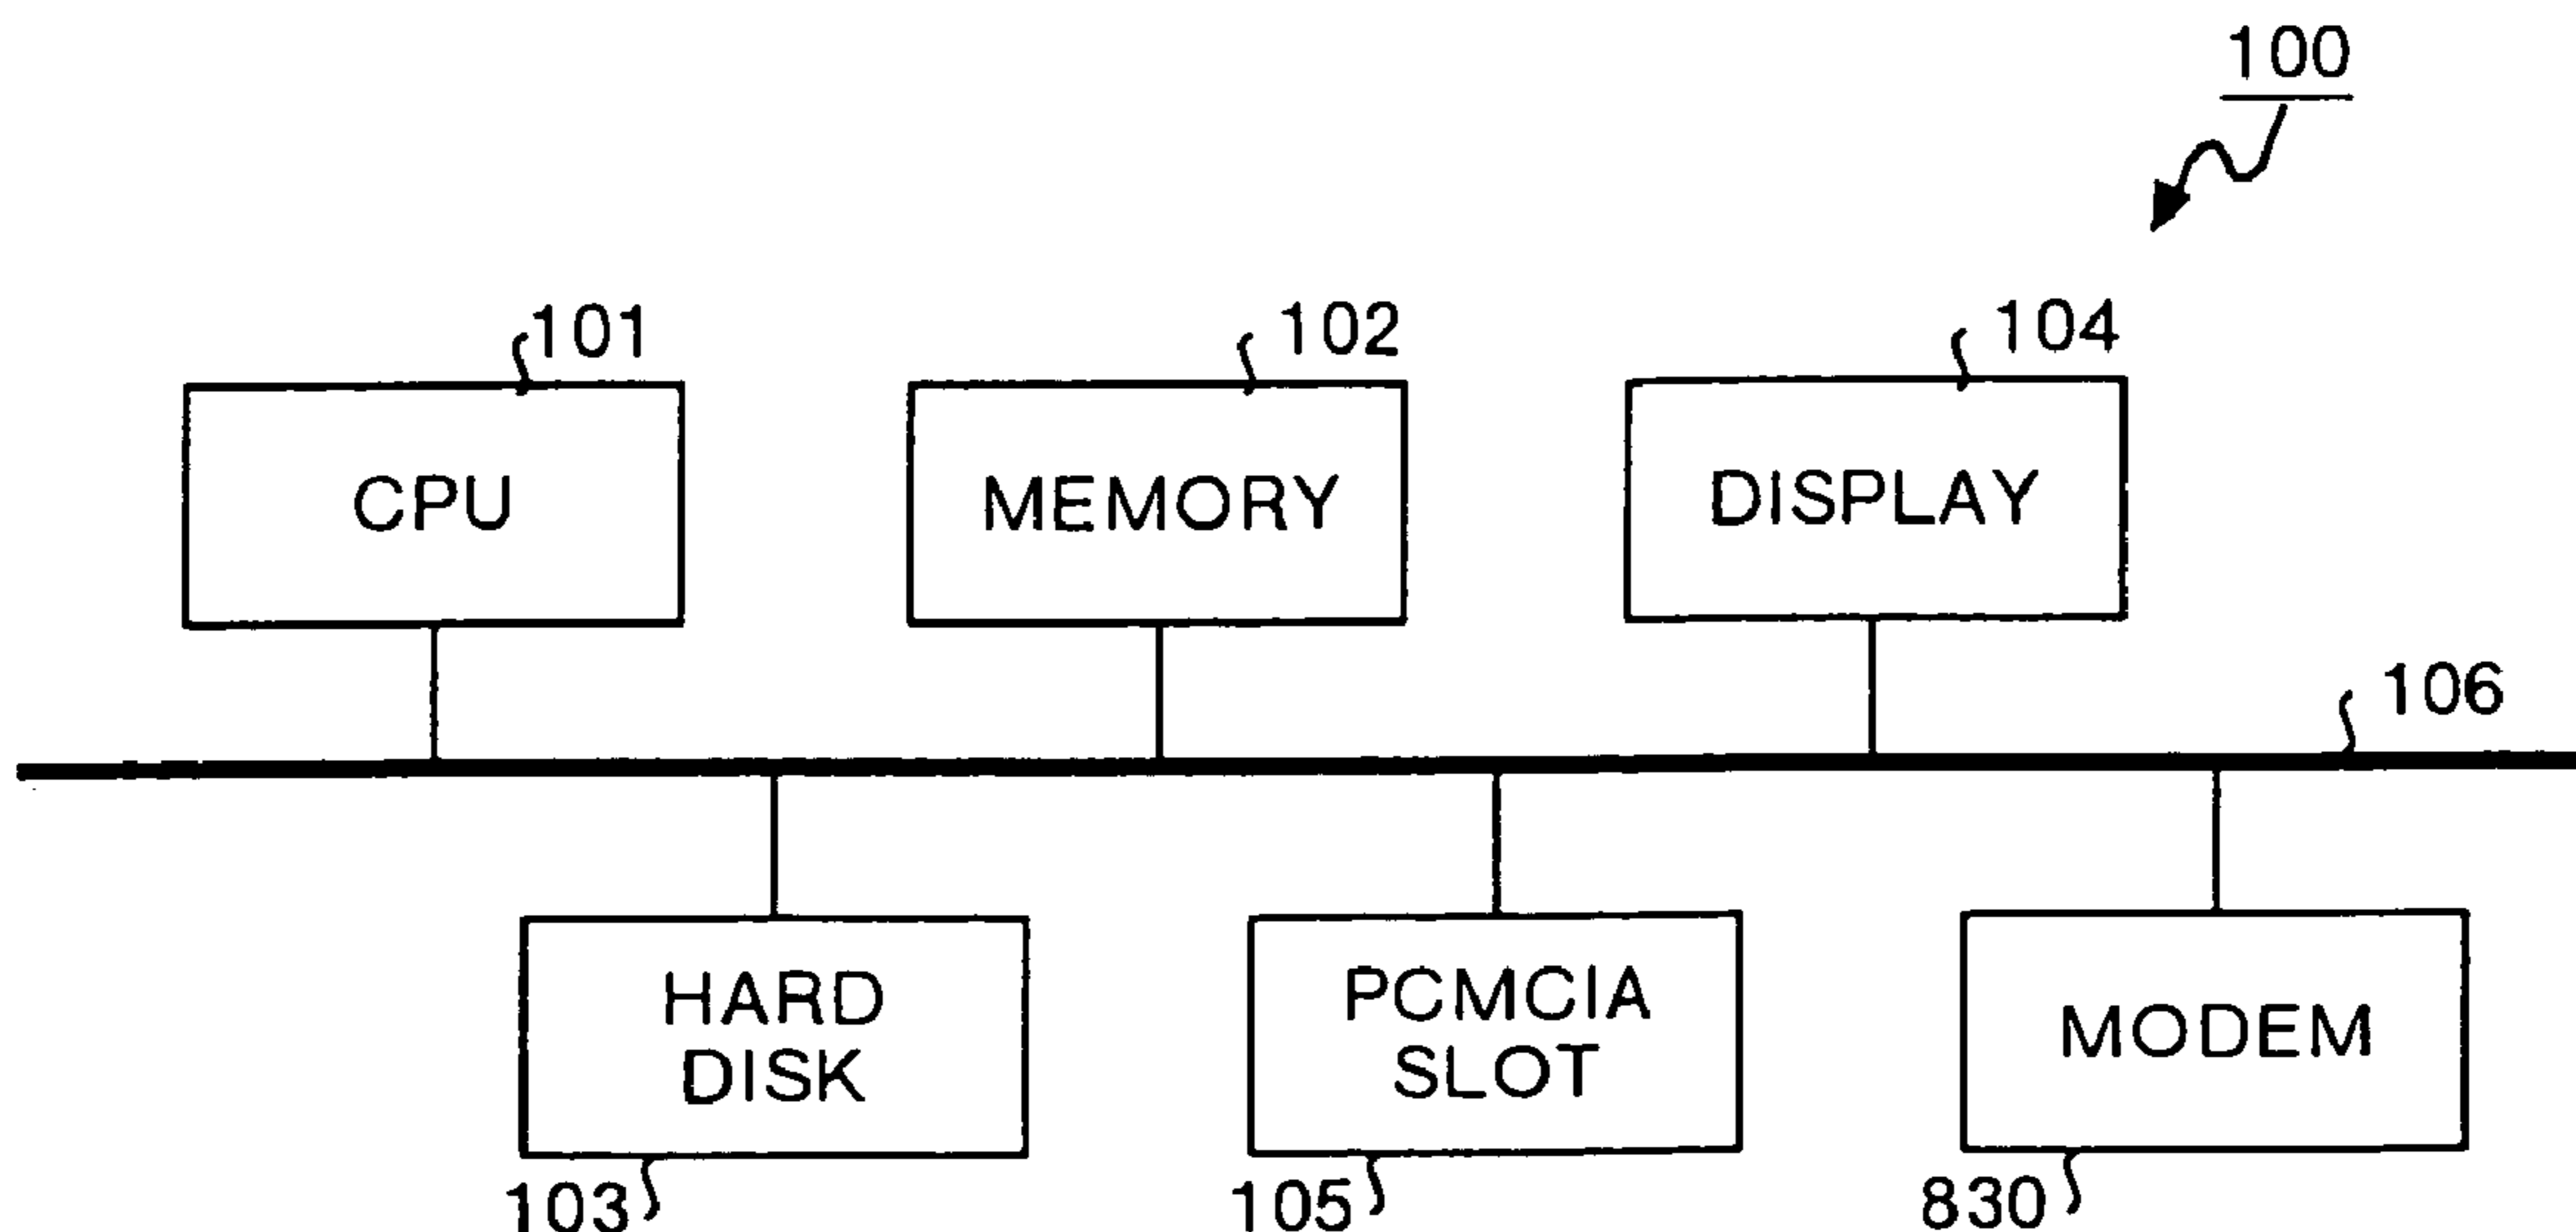 100
101
102
104
CPU
MEMORY
DISPLAY
106
HARD
DISK
PCMCIA
SLOT
MODEM
103
105
830